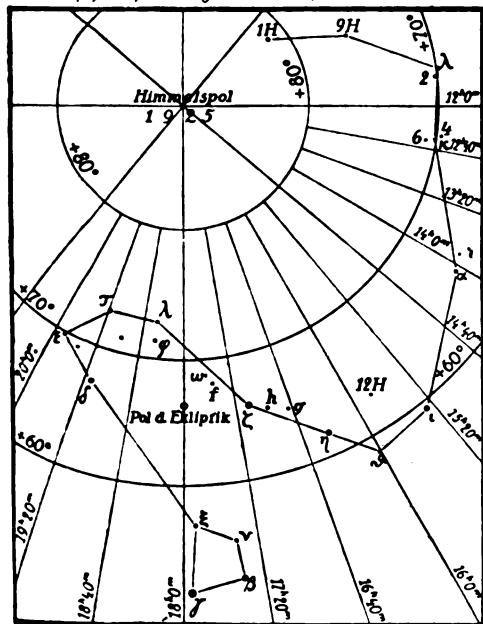 1H 9H +70°
+80° λ
2
Himmelspol 12ʰ0ᵐ
1 9 2 5 4
6 κ 12ʰ40ᵐ
+80° 13ʰ20ᵐ
14ʰ0ᵐ ι
α
+70° τ λ 14ʰ40ᵐ
ε φ
20ʰ0ᵐ +60°
δ w f 12H
ζ h g ι 15ʰ20ᵐ
Pol d. Ekliptik
+60° η
ϑ
19ʰ20ᵐ ξ ν
β 16ʰ0ᵐ
18ʰ40ᵐ 18ʰ0ᵐ γ 17ʰ20ᵐ 16ʰ40ᵐ